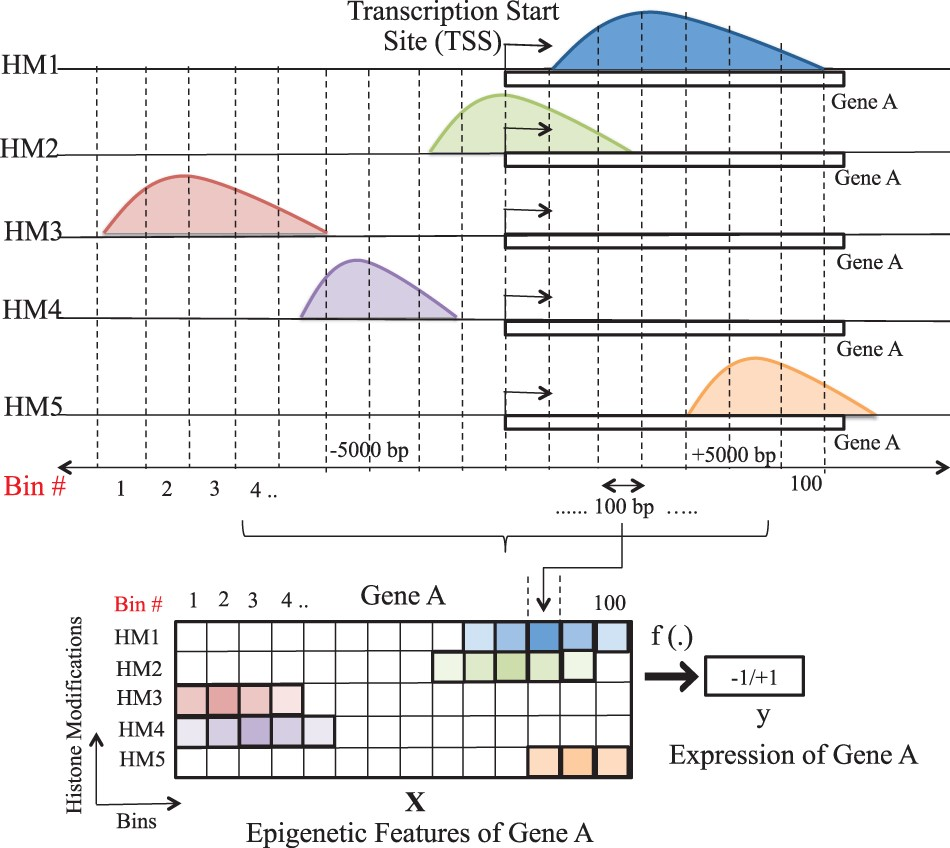 Transcription Start
Site (TSS)
HM1
Gene A
HM2
Gene A
HM3
Gene A
HM4
Gene A
HM5
Gene A
-5000 bp
+5000 bp
Bin #
1 2 3 4 ..
100
...... 100 bp .....
Bin #
1 2 3 4 ..
Gene A
100
Histone Modifications
HM1
HM2
HM3
HM4
HM5
f (.)
-1/+1
y
Expression of Gene A
Bins
X
Epigenetic Features of Gene A